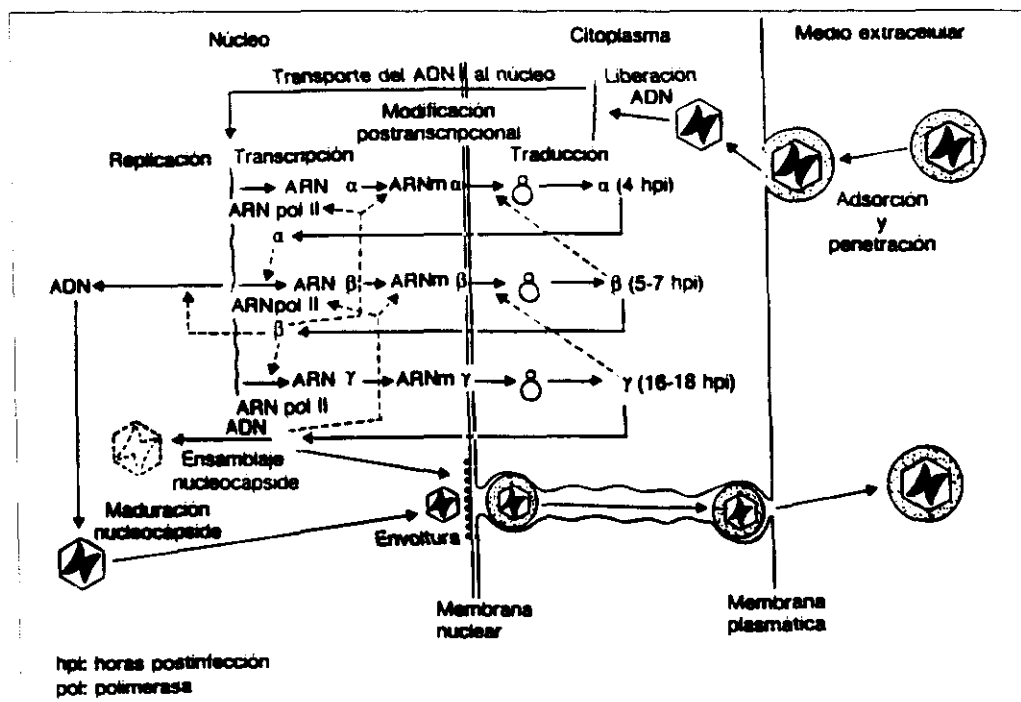 Núcleo
Citoplasma
Medio extracelular
Transporte del ADN al núcleo
Liberación
ADN
Modificación
postranscripcional
Replicación
Transcripción
Traducción
ARN α
ARNm α
α (4 hpi)
ARN pol II
α
Adsorción
y
penetración
ADN
ARN β
ARNm β
β (5-7 hpi)
ARN pol II
β
ARN γ
ARNm γ
γ (16-18 hpi)
ARN pol II
ADN
Ensamblaje
nucleocápside
Maduración
nucleocápside
Envoltura
Membrana
nuclear
Membrana
plasmática
hpi: horas postinfección
pol: polimerasa